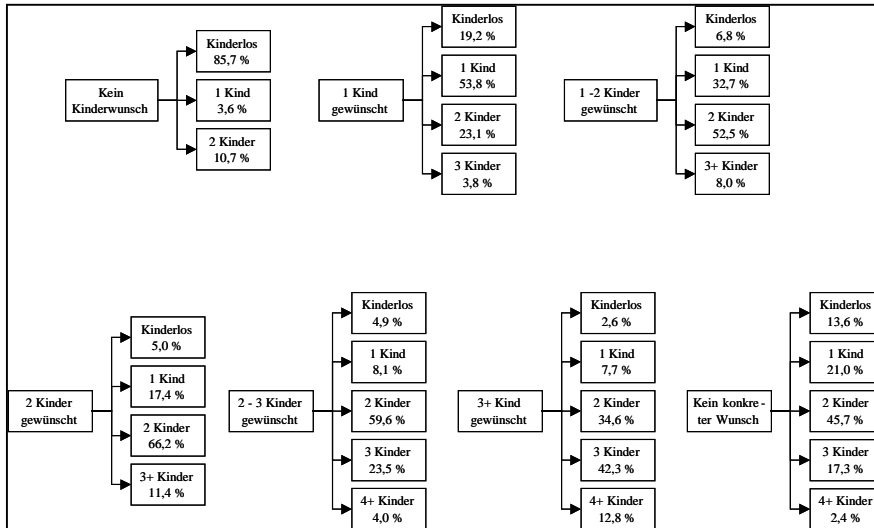 Kein
Kinderwunsch
Kinderlos
85,7 %
1 Kind
3,6 %
2 Kinder
10,7 %
1 Kind
gewünscht
Kinderlos
19,2 %
1 Kind
53,8 %
2 Kinder
23,1 %
3 Kinder
3,8 %
1 -2 Kinder
gewünscht
Kinderlos
6,8 %
1 Kind
32,7 %
2 Kinder
52,5 %
3+ Kinder
8,0 %
2 Kinder
gewünscht
Kinderlos
5,0 %
1 Kind
17,4 %
2 Kinder
66,2 %
3+ Kinder
11,4 %
2 - 3 Kinder
gewünscht
Kinderlos
4,9 %
1 Kind
8,1 %
2 Kinder
59,6 %
3 Kinder
23,5 %
4+ Kinder
4,0 %
3+ Kind
gewünscht
Kinderlos
2,6 %
1 Kind
7,7 %
2 Kinder
34,6 %
3 Kinder
42,3 %
4+ Kinder
12,8 %
Kein konkre-
ter Wunsch
Kinderlos
13,6 %
1 Kind
21,0 %
2 Kinder
45,7 %
3 Kinder
17,3 %
4+ Kinder
2,4 %